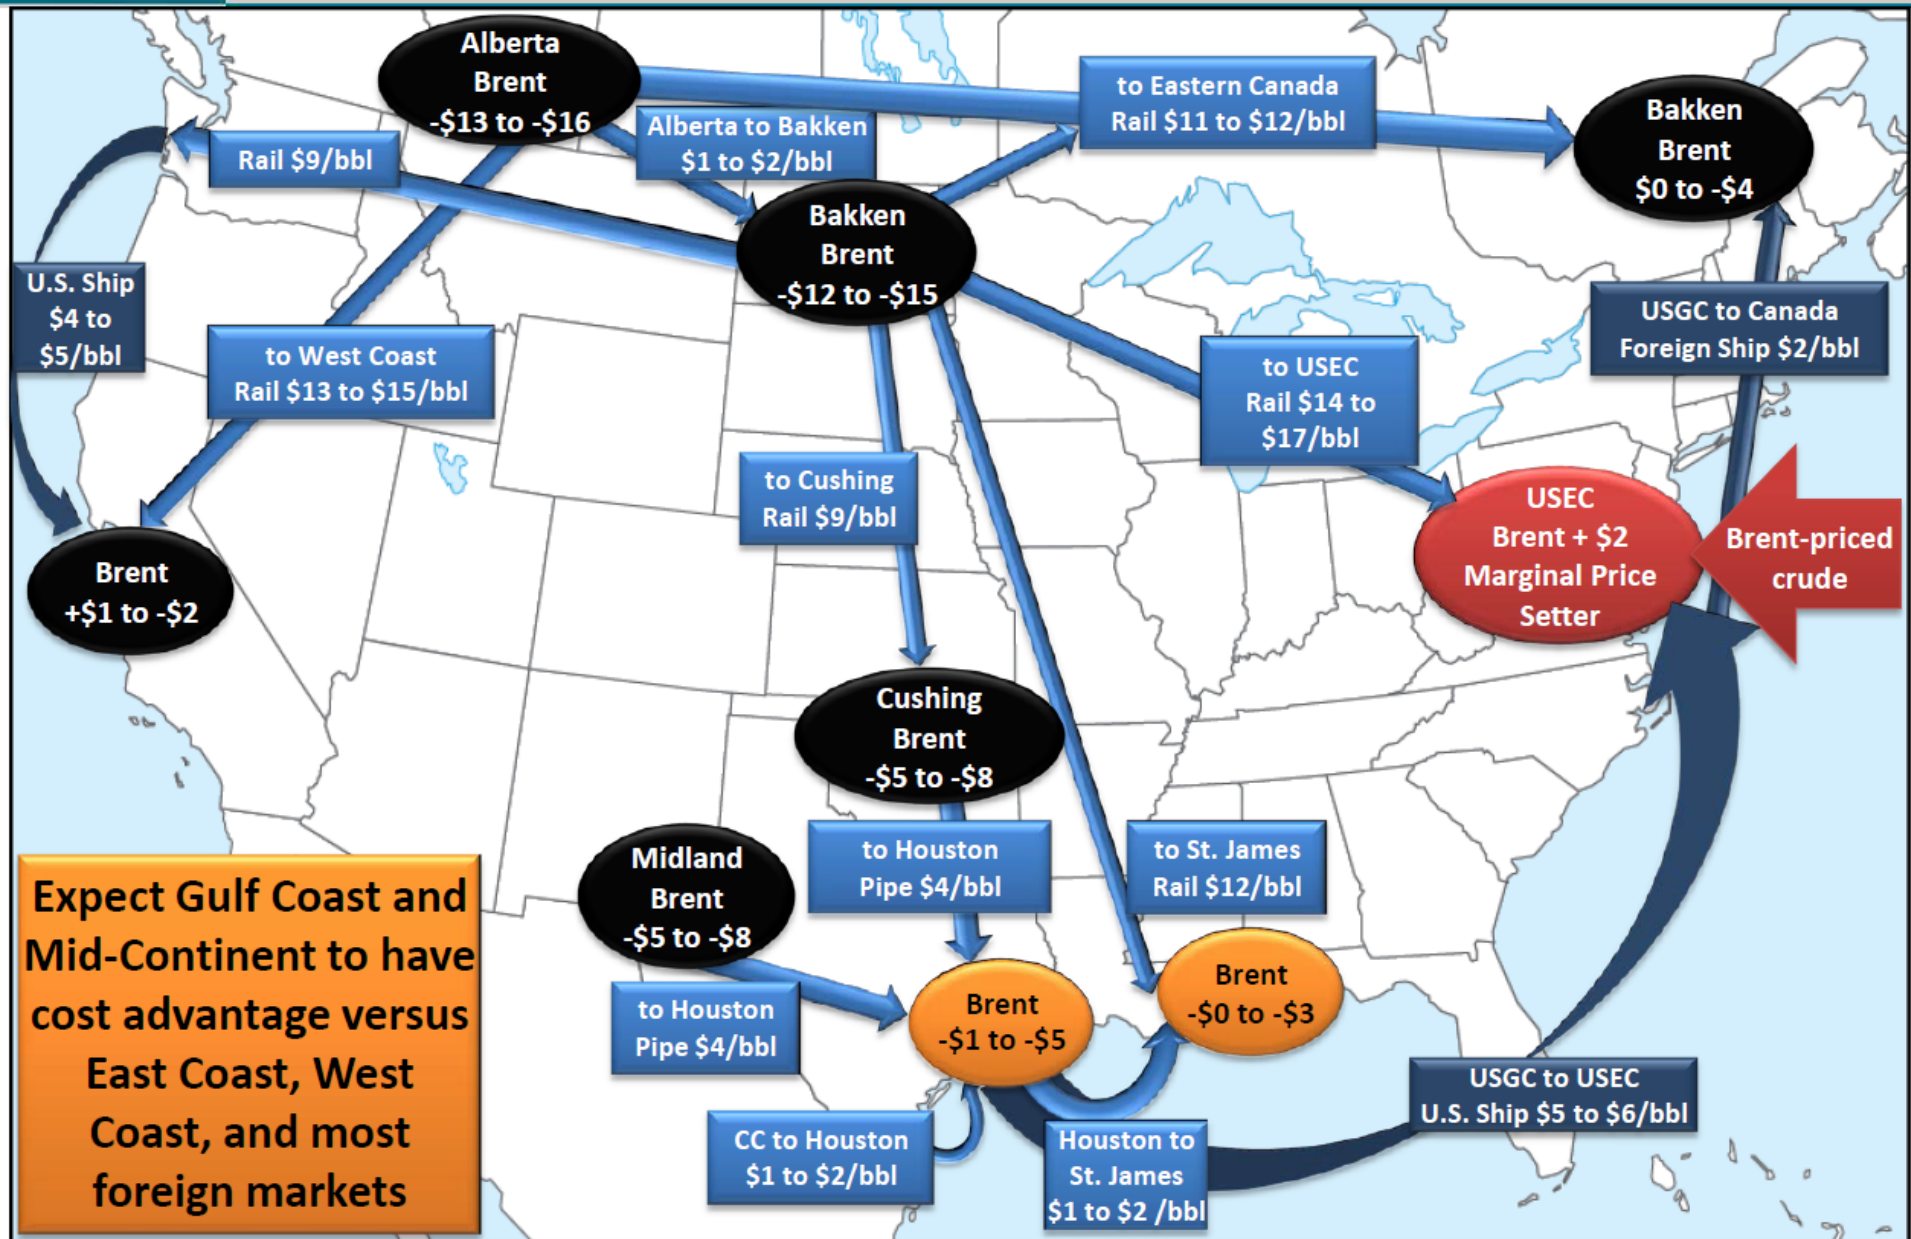 Alberta
Brent
-$13 to -$16
to Eastern Canada
Rail $11 to $12/bbl
Bakken
Brent
$0 to -$4
Alberta to Bakken
$1 to $2/bbl
Rail $9/bbl
Bakken
Brent
-$12 to -$15
U.S. Ship
$4 to
$5/bbl
USGC to Canada
Foreign Ship $2/bbl
to West Coast
Rail $13 to $15/bbl
to USEC
Rail $14 to
$17/bbl
to Cushing
Rail $9/bbl
USEC
Brent + $2
Marginal Price
Setter
Brent-priced
crude
Brent
+$1 to -$2
Cushing
Brent
-$5 to -$8
Midland
Brent
-$5 to -$8
to Houston
Pipe $4/bbl
to St. James
Rail $12/bbl
Expect Gulf Coast and
Mid-Continent to have
cost advantage versus
East Coast, West
Coast, and most
foreign markets
to Houston
Pipe $4/bbl
Brent
-$1 to -$5
Brent
-$0 to -$3
USGC to USEC
U.S. Ship $5 to $6/bbl
CC to Houston
$1 to $2/bbl
Houston to
St. James
$1 to $2 /bbl